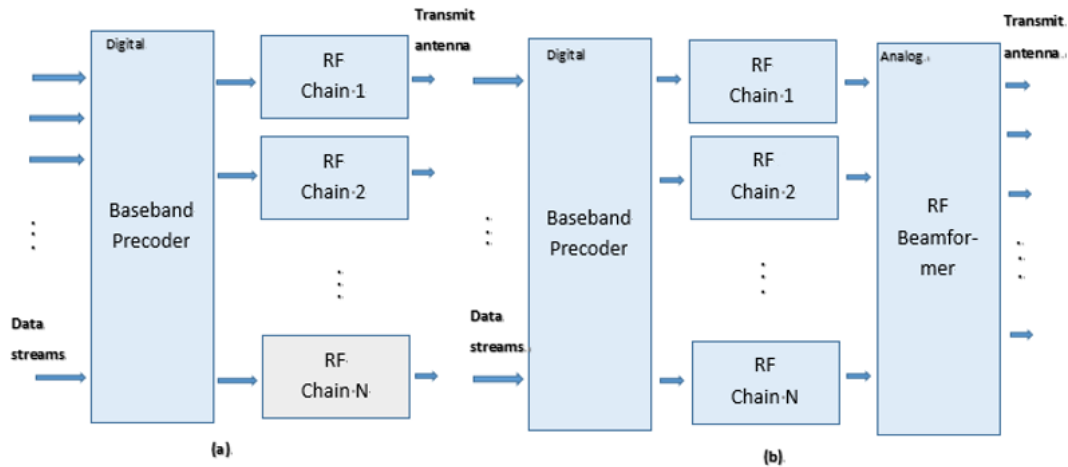 Digital
Baseband
Precoder
Data
streams
RF
Chain 1
RF
Chain 2
RF
Chain N
Transmit
antenna
(a)
Digital
Baseband
Precoder
Data
streams
RF
Chain 1
RF
Chain 2
RF
Chain N
Analog
RF
Beamfor-
mer
Transmit
antenna
(b)